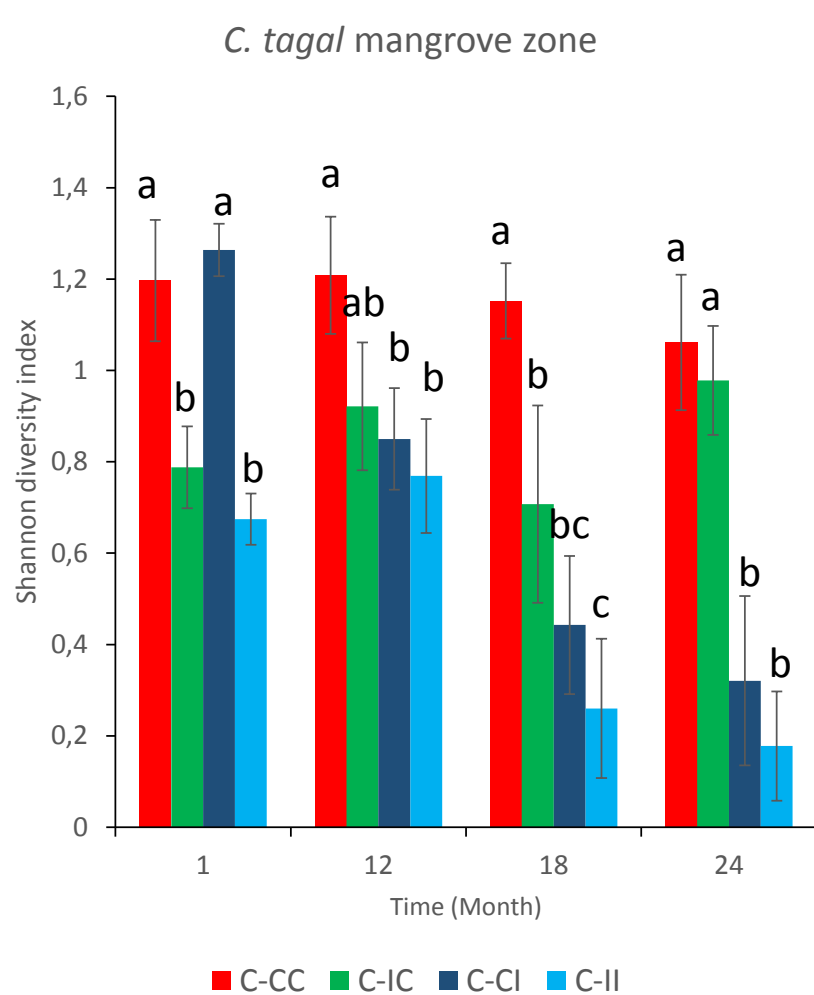 C. tagal mangrove zone
Shannon diversity index
1,6
1,4
1,2
1
0,8
0,6
0,4
0,2
0
a
b
a
b
a
ab
b
b
a
b
bc
c
a
a
b
b
1 12 18 24
Time (Month)
C-CC C-IC C-CI C-II